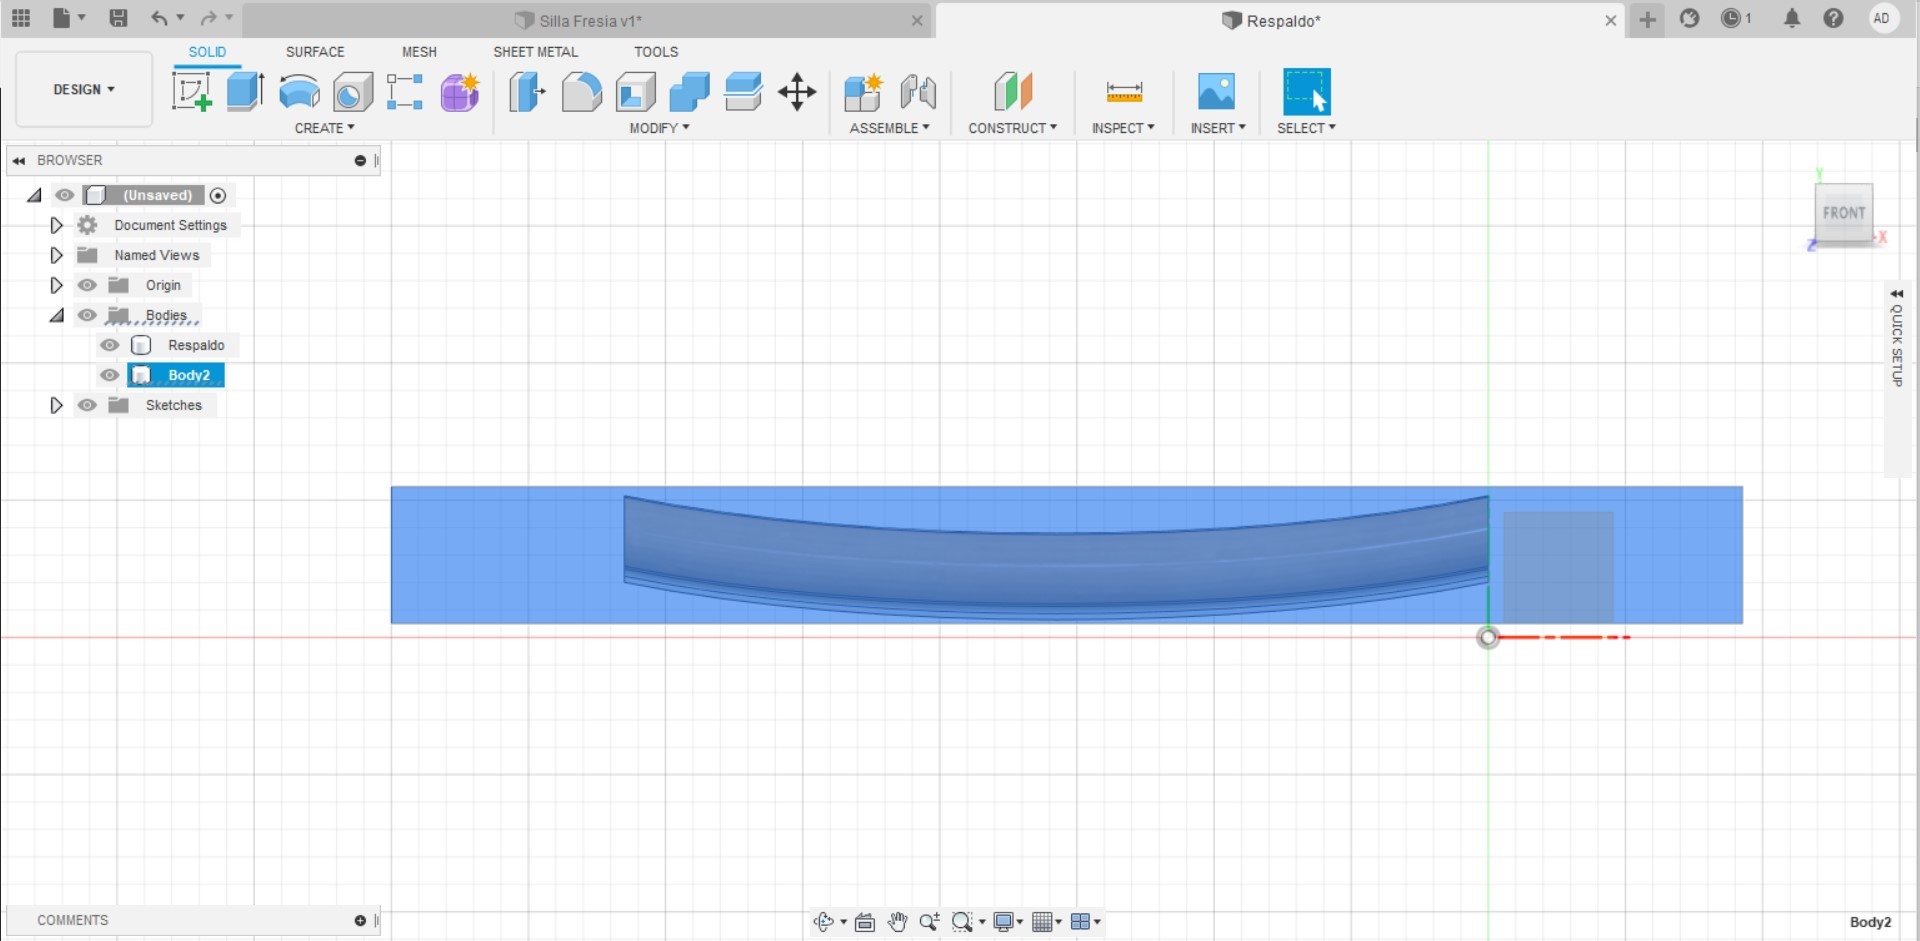 Silla Fresia v1*
Respaldo*
1
AD
SOLID SURFACE MESH SHEET METAL TOOLS
DESIGN
CREATE MODIFY ASSEMBLE CONSTRUCT INSPECT INSERT SELECT
BROWSER
(Unsaved)
Document Settings
Named Views
Origin
Bodies
Respaldo
Body2
Sketches
Y
FRONT
Z
X
QUICK SETUP
COMMENTS
Body2